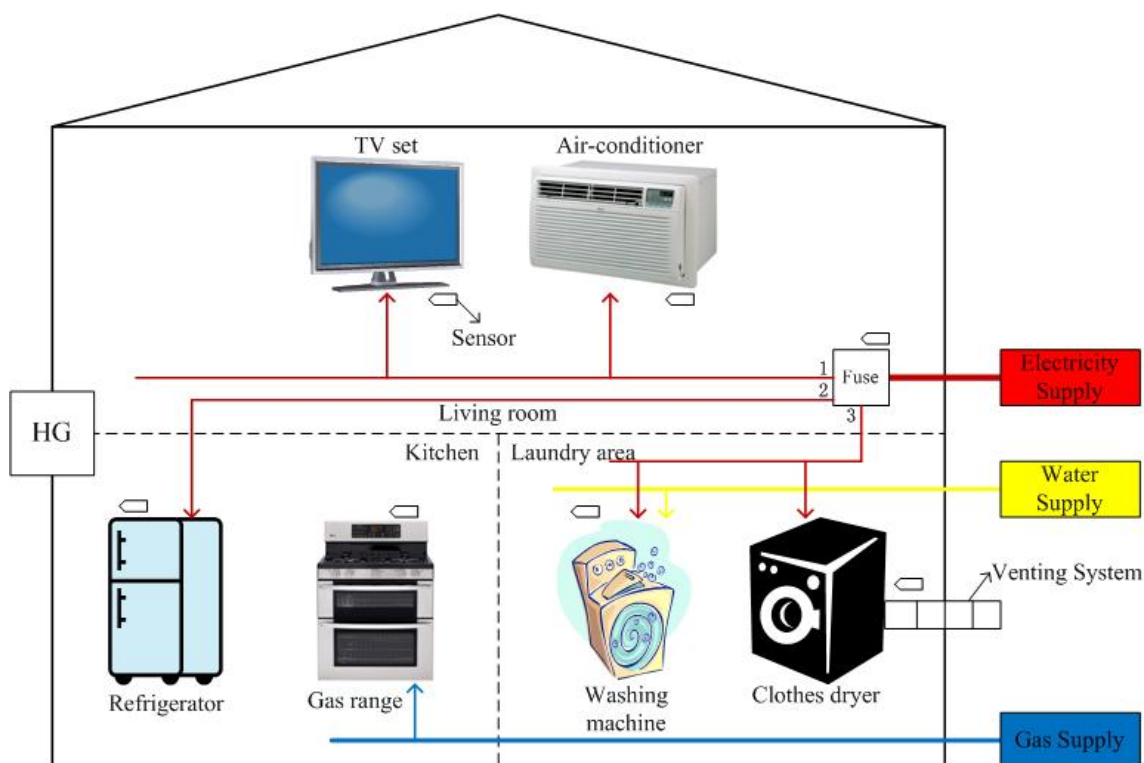 TV set
Air-conditioner
Sensor
1
2
3
Fuse
Electricity
Supply
HG
Living room
Kitchen
Laundry area
Water
Supply
Venting System
Refrigerator
Gas range
Washing
machine
Clothes dryer
Gas Supply